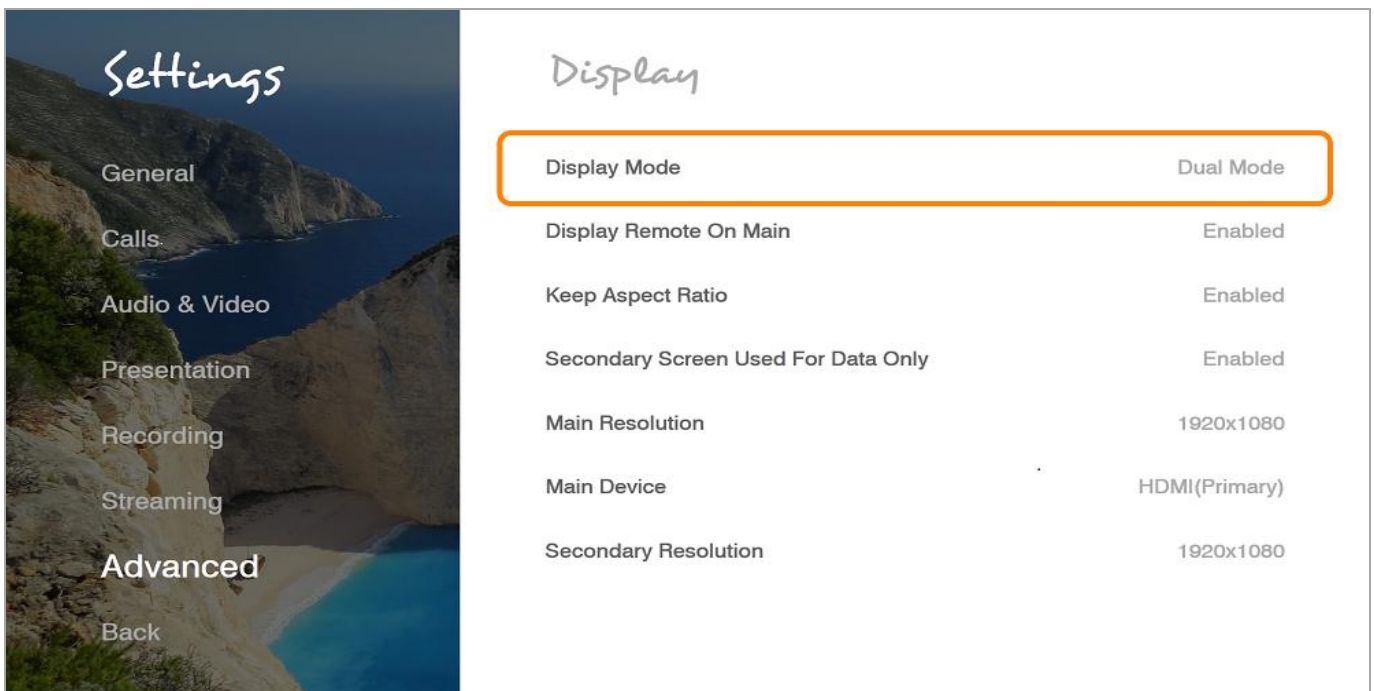 Settings
General
Calls
Audio & Video
Presentation
Recording
Streaming
Advanced
Back
Display
Display Mode Dual Mode
Display Remote On Main Enabled
Keep Aspect Ratio Enabled
Secondary Screen Used For Data Only Enabled
Main Resolution 1920x1080
Main Device HDMI(Primary)
Secondary Resolution 1920x1080